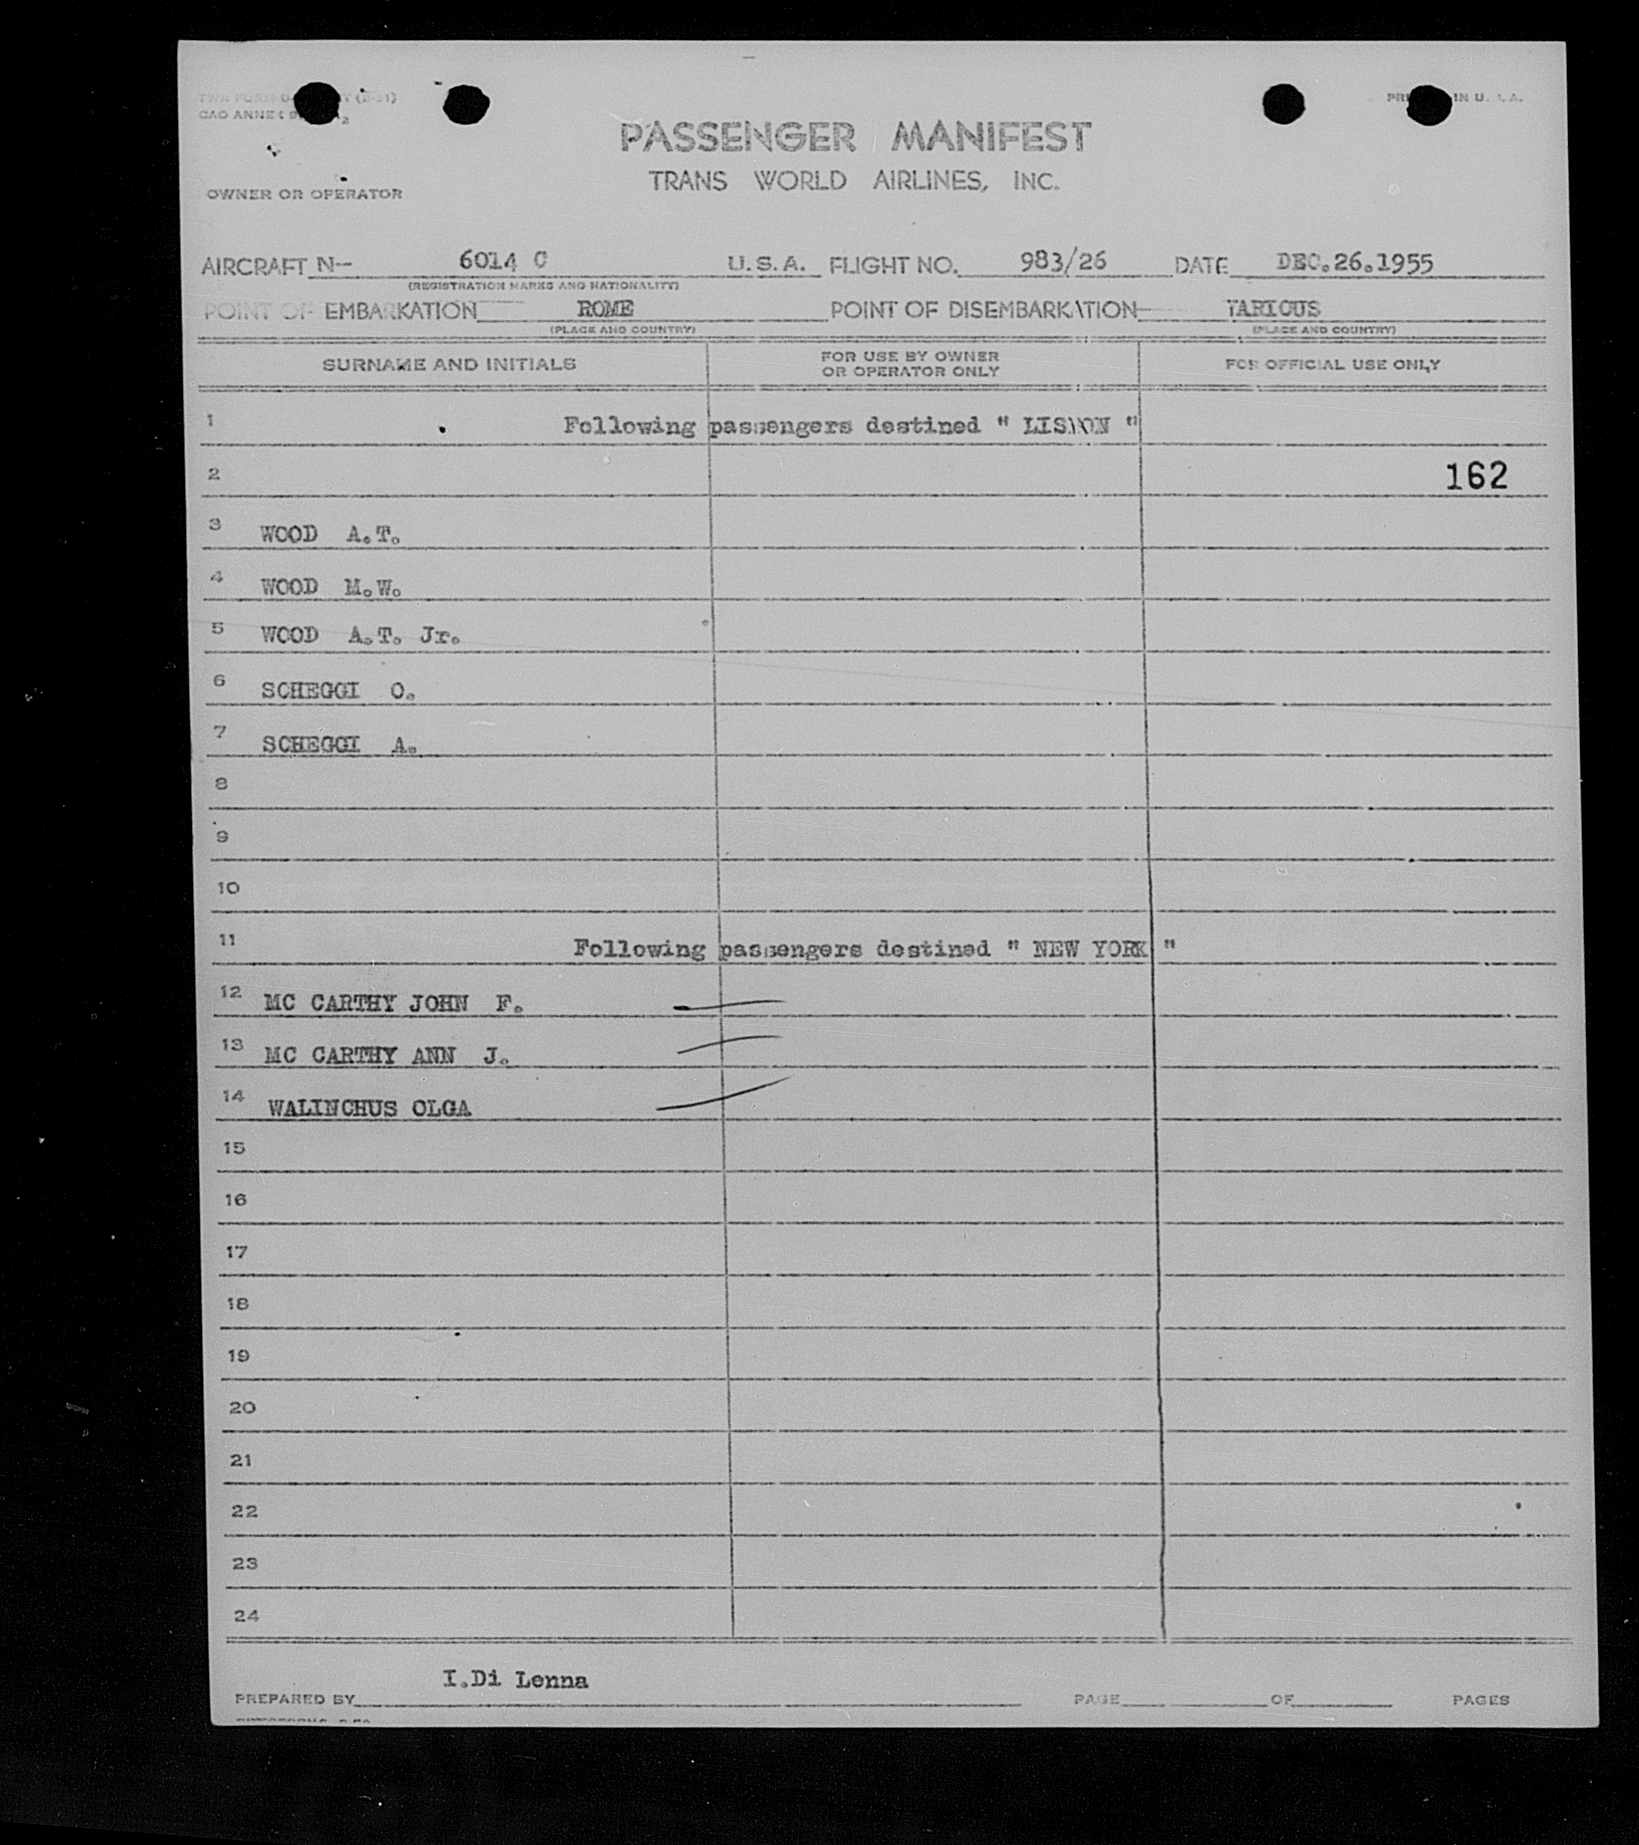 CAO ANNEX 9
PRINTED IN U. S. A.
PASSENGER MANIFEST
TRANS WORLD AIRLINES, INC.
OWNER OR OPERATOR
AIRCRAFT N- 6014 C U.S.A. FLIGHT NO. 983/26 DATE DEC.26.1955
(REGISTRATION MARKS AND NATIONALITY)
POINT OF EMBARKATION ROME POINT OF DISEMBARKATION VARIOUS
(PLACE AND COUNTRY) (PLACE AND COUNTRY)
SURNAME AND INITIALS FOR USE BY OWNER OR OPERATOR ONLY FOR OFFICIAL USE ONLY
1 Following passengers destined " LISBON "
2 162
3 WOOD A.T.
4 WOOD M.W.
5 WOOD A.T. Jr.
6 SCHEGGI O.
7 SCHEGGI A.
8
9
10
11 Following passengers destined " NEW YORK "
12 MC CARTHY JOHN F.
13 MC CARTHY ANN J.
14 WALINCHUS OLGA
15
16
17
18
19
20
21
22
23
24
I.Di Lenna
PREPARED BY PAGE OF PAGES